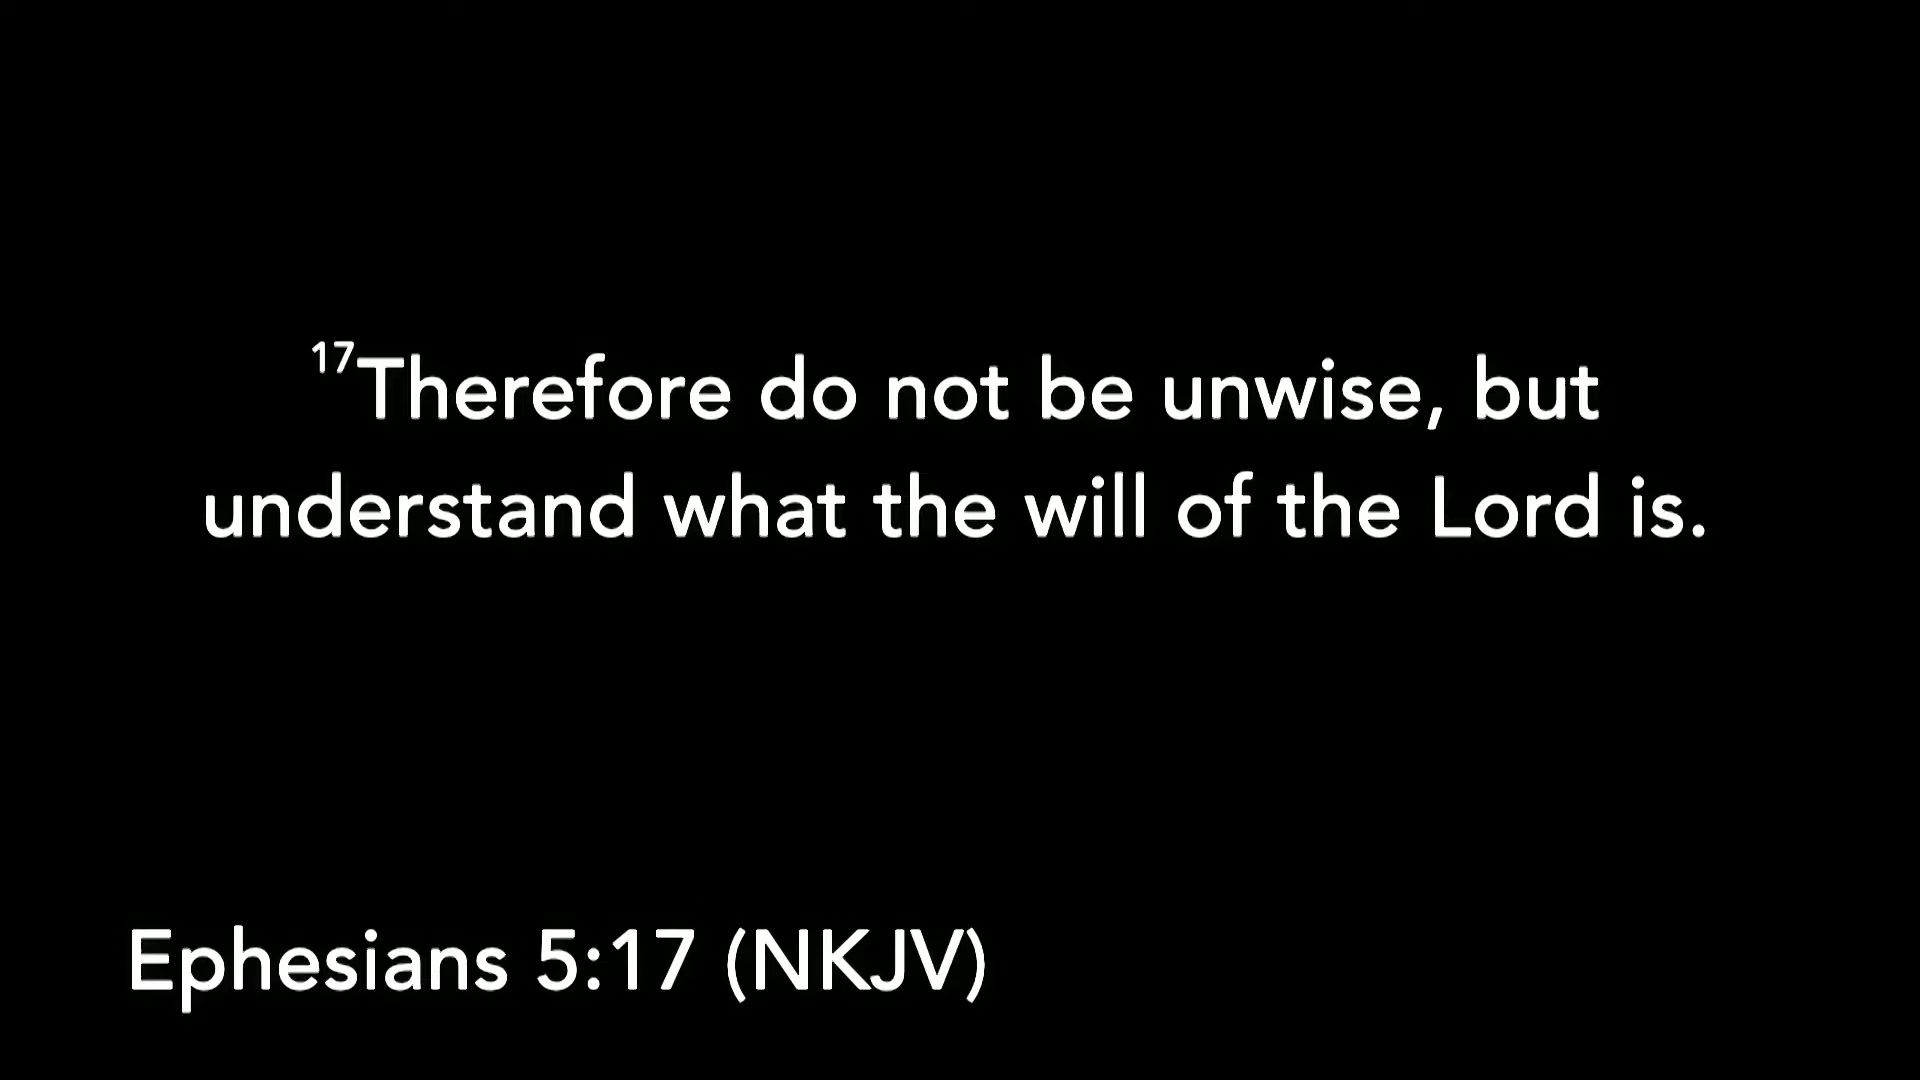 ¹⁷Therefore do not be unwise, but
understand what the will of the Lord is.
Ephesians 5:17 (NKJV)